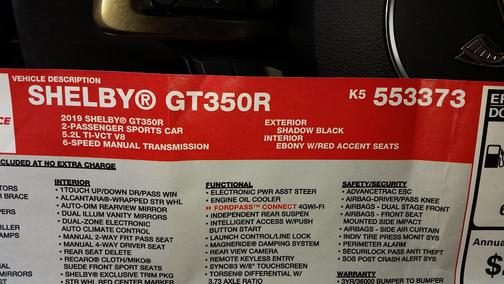 VEHICLE DESCRIPTION
SHELBY® GT350R
K5 553373
2019 SHELBY® GT350R
2-PASSENGER SPORTS CAR
5.2L TI-VCT V8
6-SPEED MANUAL TRANSMISSION
EXTERIOR
SHADOW BLACK
INTERIOR
EBONY W/RED ACCENT SEATS
CLUDED AT NO EXTRA CHARGE
INTERIOR
• 1TOUCH UP/DOWN DR/PASS WIN
• ALCANTARA®-WRAPPED STR WHL
• AUTO-DIM REARVIEW MIRROR
• DUAL ILLUM VANITY MIRRORS
• DUAL-ZONE ELECTRONIC
AUTO CLIMATE CONTROL
• MANUAL 2-WAY FIT PASS SEAT
• MANUAL 4-WAY DRIVER SEAT
• REAR SEAT DELETE
• RECARO® CLOTH/MIKO®
SUEDE FRONT SPORT SEATS
• SHELBY® EXCLUSIVE TRIM PKG
STR WHL RED CENTER MARKER
FUNCTIONAL
• ELECTRONIC PWR ASST STEER
• ENGINE OIL COOLER
FORDPASS™ CONNECT 4GWI-FI
• INDEPENDENT REAR SUSPEN
• INTELLIGENT ACCESS W/PUSH
BUTTON START
• LAUNCH CONTROL/LINE LOCK
• MAGNERIDE® DAMPING SYSTEM
• REAR VIEW CAMERA
• REMOTE KEYLESS ENTRY
• SYNC®3 W/8" TOUCHSCREEN
• TORSEN® DIFFERENTIAL W/
3.73 AXLE RATIO
SAFETY/SECURITY
• ADVANCETRAC ESC
• AIRBAG-DRIVER/PASS KNEE
• AIRBAGS - DUAL STAGE FRONT
• AIRBAGS - FRONT SEAT
MOUNTED SIDE IMPACT
• AIRBAGS - SIDE AIR CURTAIN
• INDIV TIRE PRESS MONIT SYS
• PERIMETER ALARM
• SECURILOCK PASS ANTI THEFT
• SOS POST CRASH ALERT SYS
WARRANTY
• 3YR/36000 BUMPER TO BUMPER
Annual
$